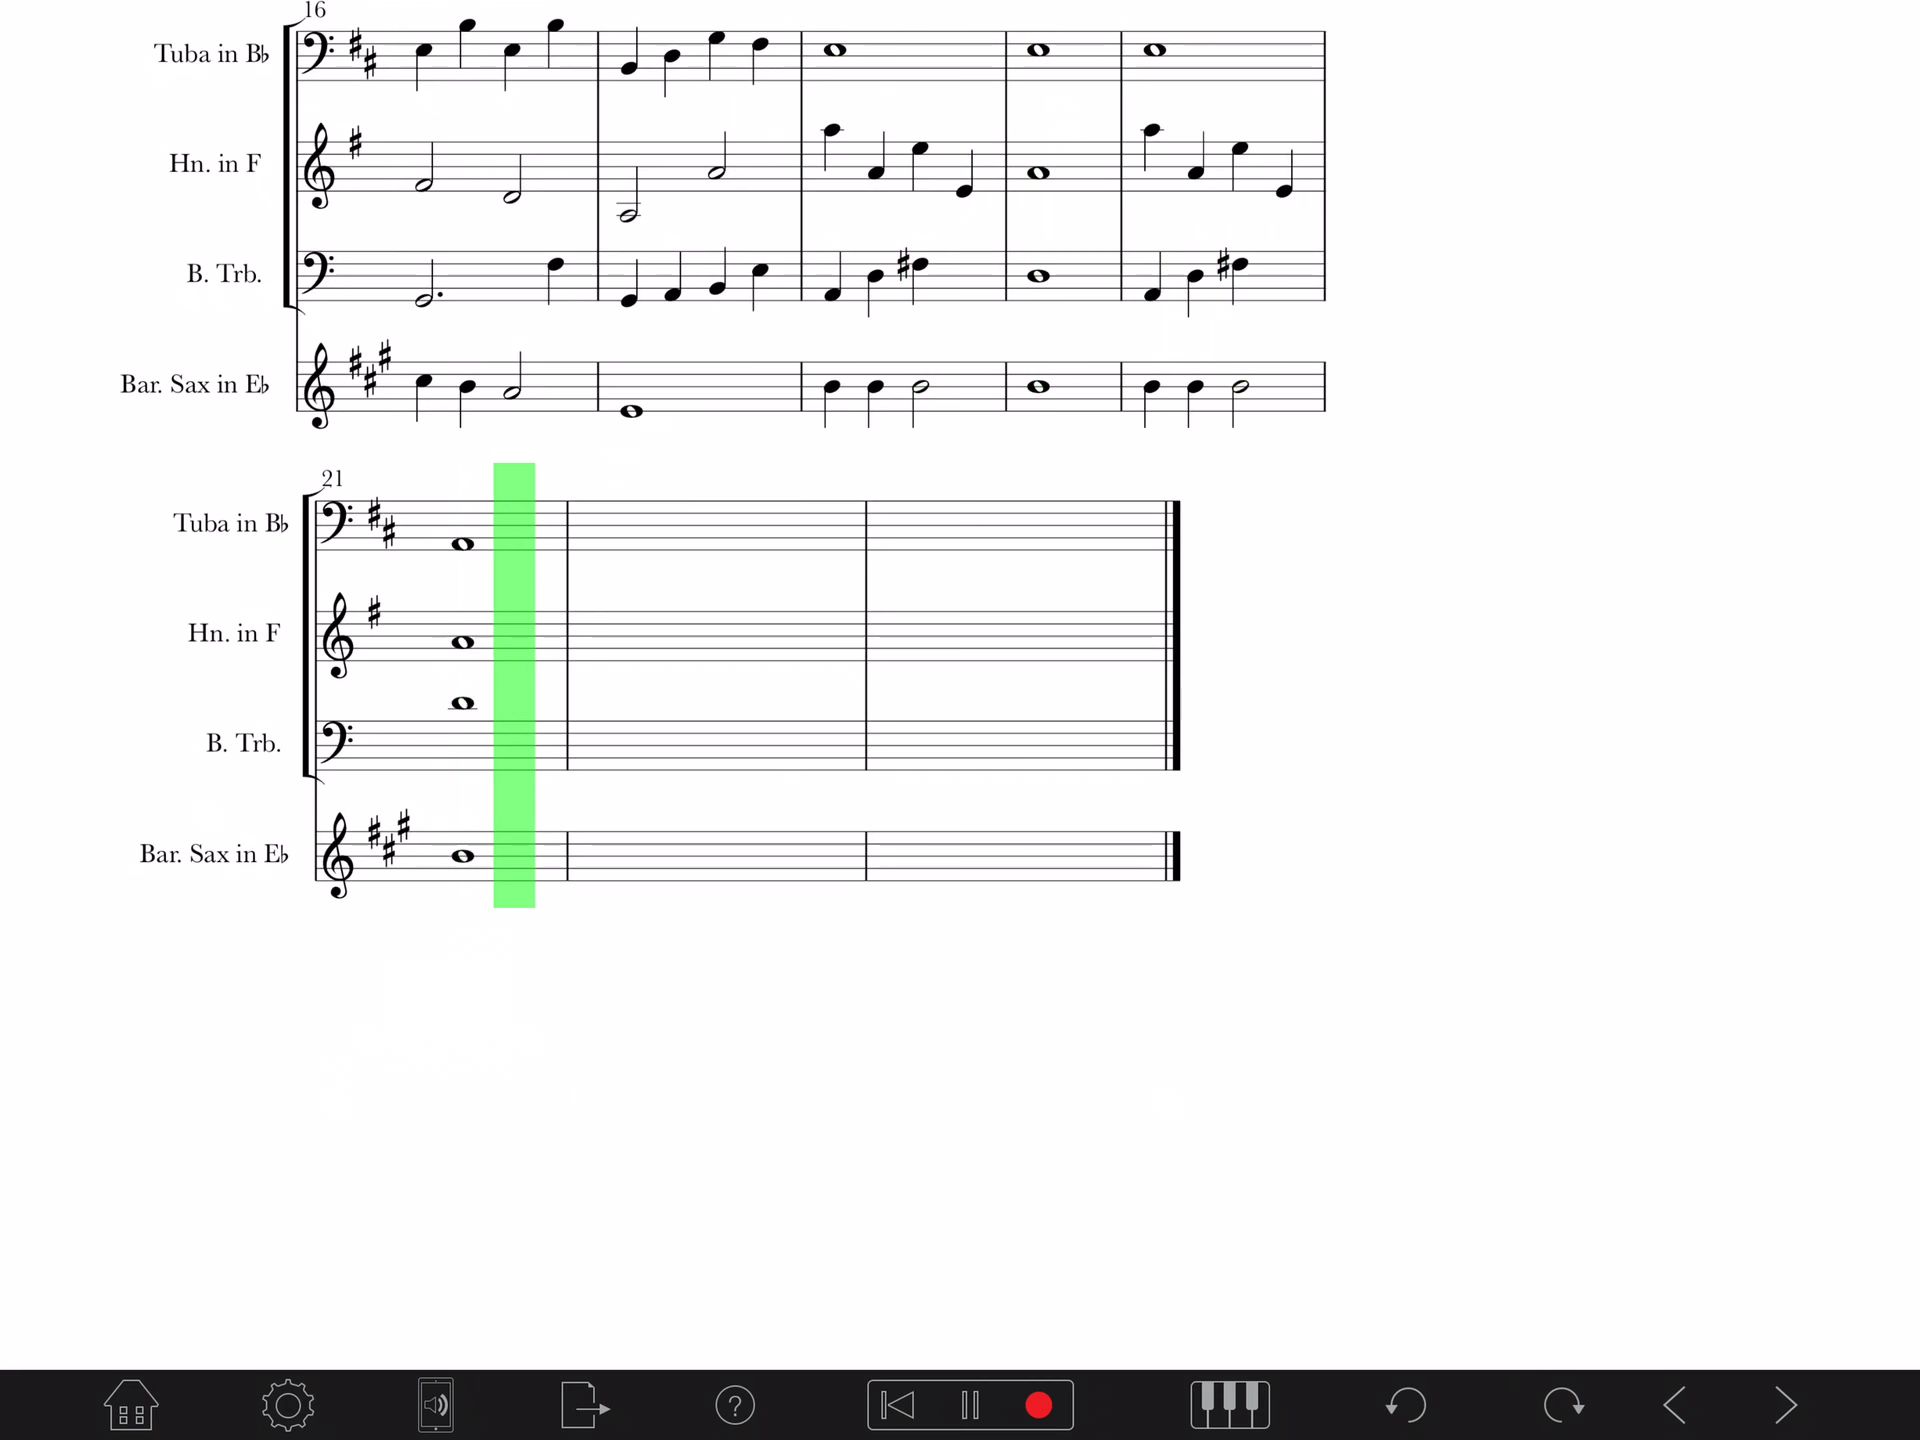 16
Tuba in B♭
Hn. in F
B. Trb.
Bar. Sax in E♭
21
Tuba in B♭
Hn. in F
B. Trb.
Bar. Sax in E♭
?